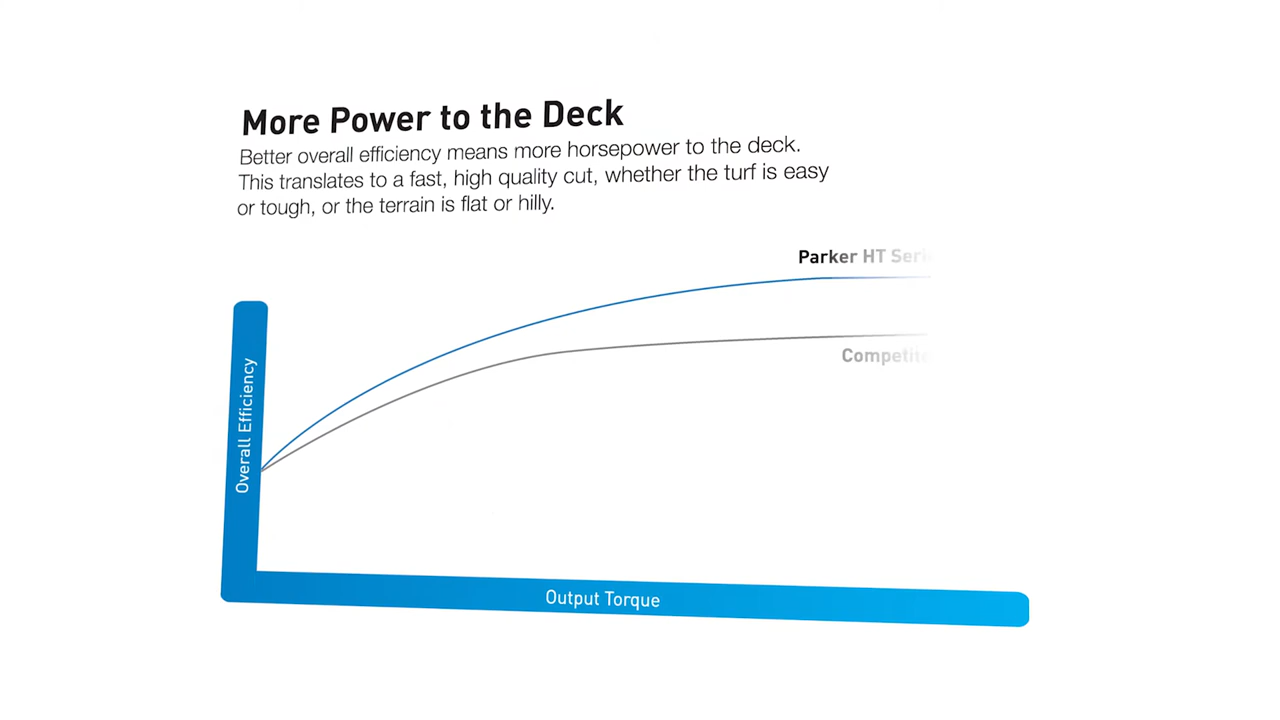 More Power to the Deck
Better overall efficiency means more horsepower to the deck.
This translates to a fast, high quality cut, whether the turf is easy
or tough, or the terrain is flat or hilly.
Parker HT Seri
Competit
Overall Efficiency
Output Torque